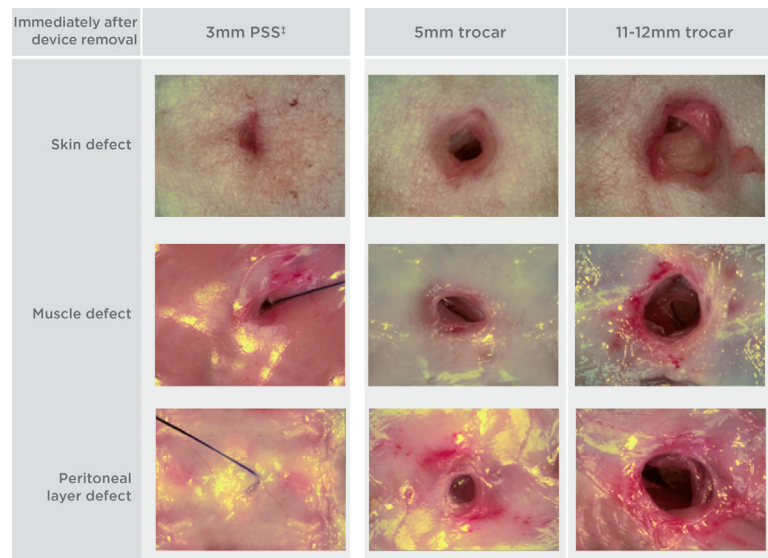 Immediately after
device removal
3mm PSS‡
5mm trocar
11-12mm trocar
Skin defect
Muscle defect
Peritoneal
layer defect